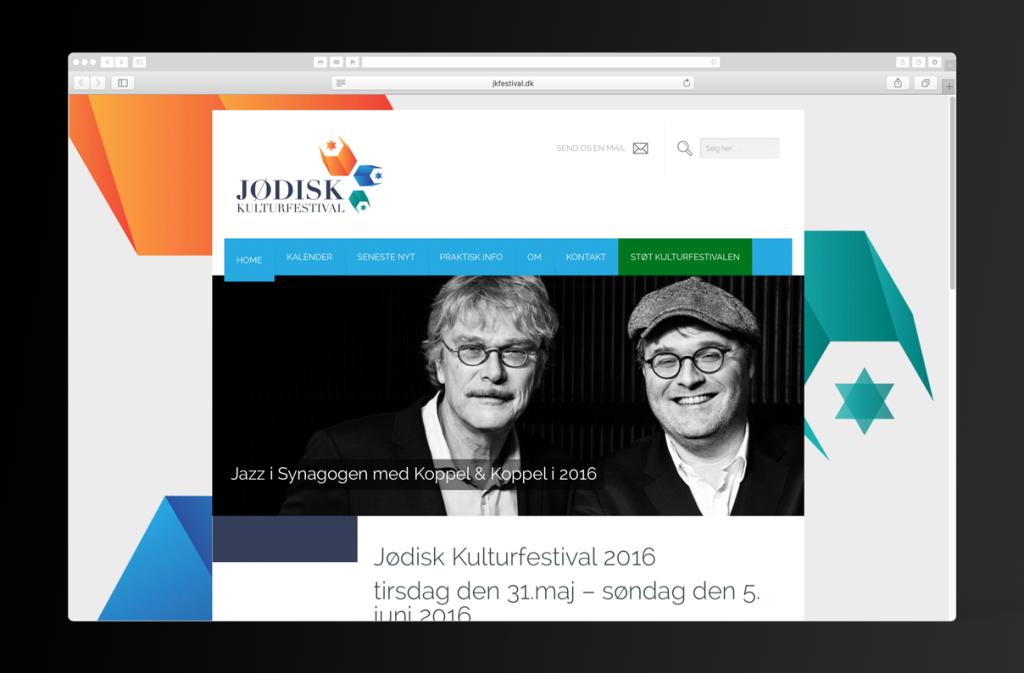 jkfestival.dk
SEND OS EN MAIL
Søg her ...
JØDISK
KULTURFESTIVAL
HOME KALENDER SENESTE NYT PRAKTISK INFO OM KONTAKT STØT KULTURFESTIVALEN
Jazz i Synagogen med Koppel & Koppel i 2016
Jødisk Kulturfestival 2016
tirsdag den 31.maj – søndag den 5.
juni 2016